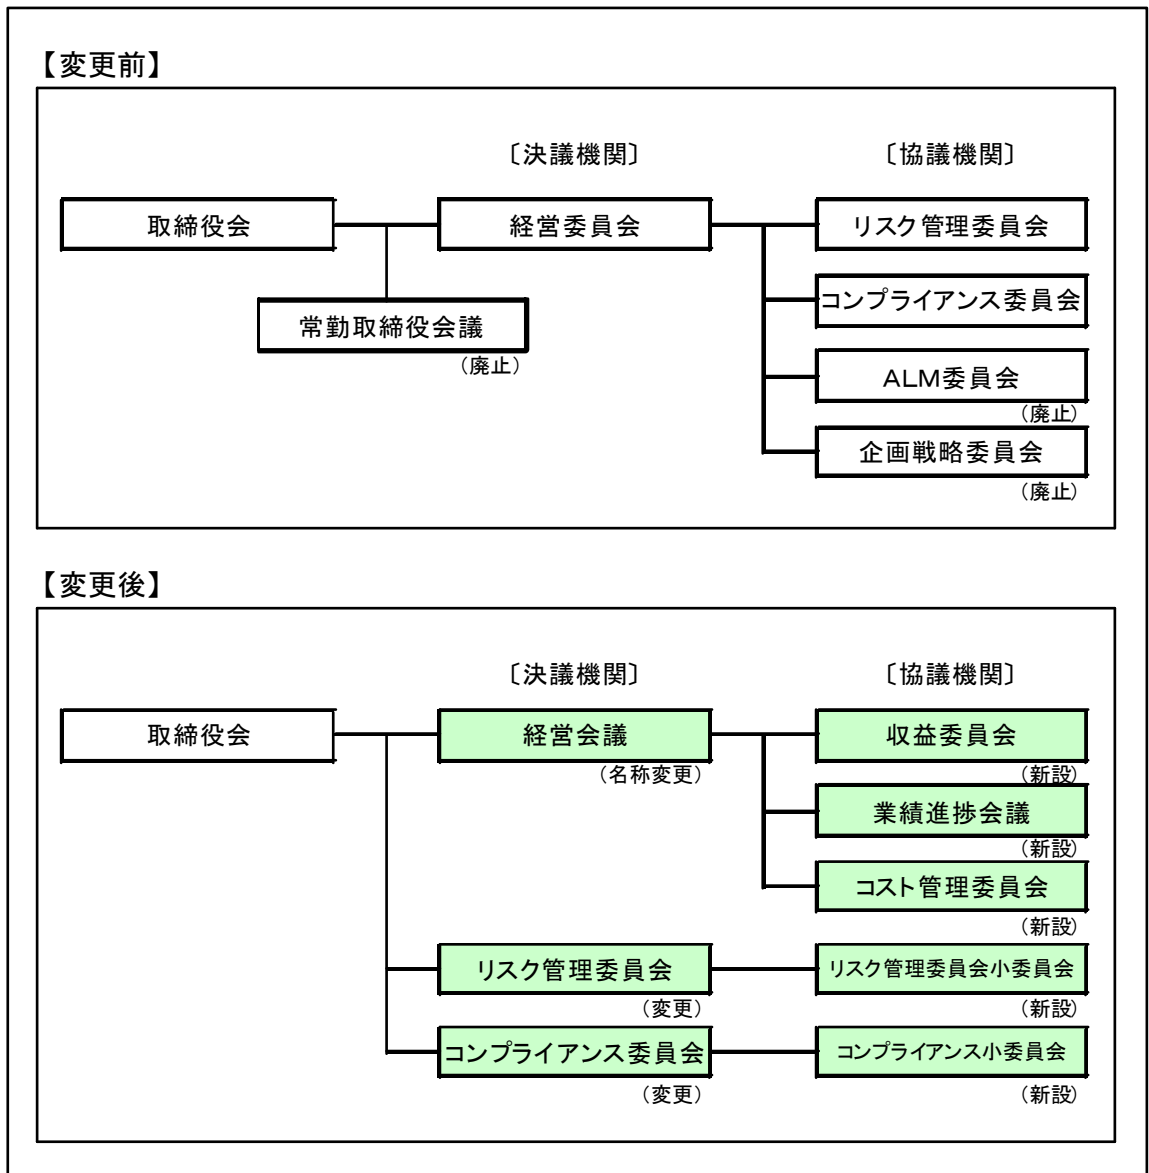 【変更前】
〔決議機関〕 〔協議機関〕
取締役会 経営委員会 リスク管理委員会
コンプライアンス委員会
常勤取締役会議
(廃止)
ALM委員会
(廃止)
企画戦略委員会
(廃止)
【変更後】
〔決議機関〕 〔協議機関〕
取締役会 経営会議 収益委員会
(名称変更) (新設)
業績進捗会議
(新設)
コスト管理委員会
(新設)
リスク管理委員会 リスク管理委員会小委員会
(変更) (新設)
コンプライアンス委員会 コンプライアンス小委員会
(変更) (新設)